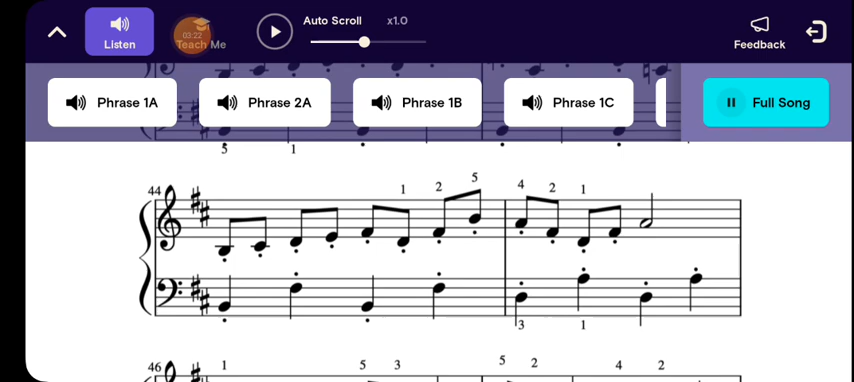 Auto Scroll x1.0
03:22
Listen
Teach Me
Feedback
Phrase 1A
Phrase 2A
Phrase 1B
Phrase 1C
Full Song
5 1
44
1 2 5 4 2 1
3 1
46
1 5 3 5 2 4 2